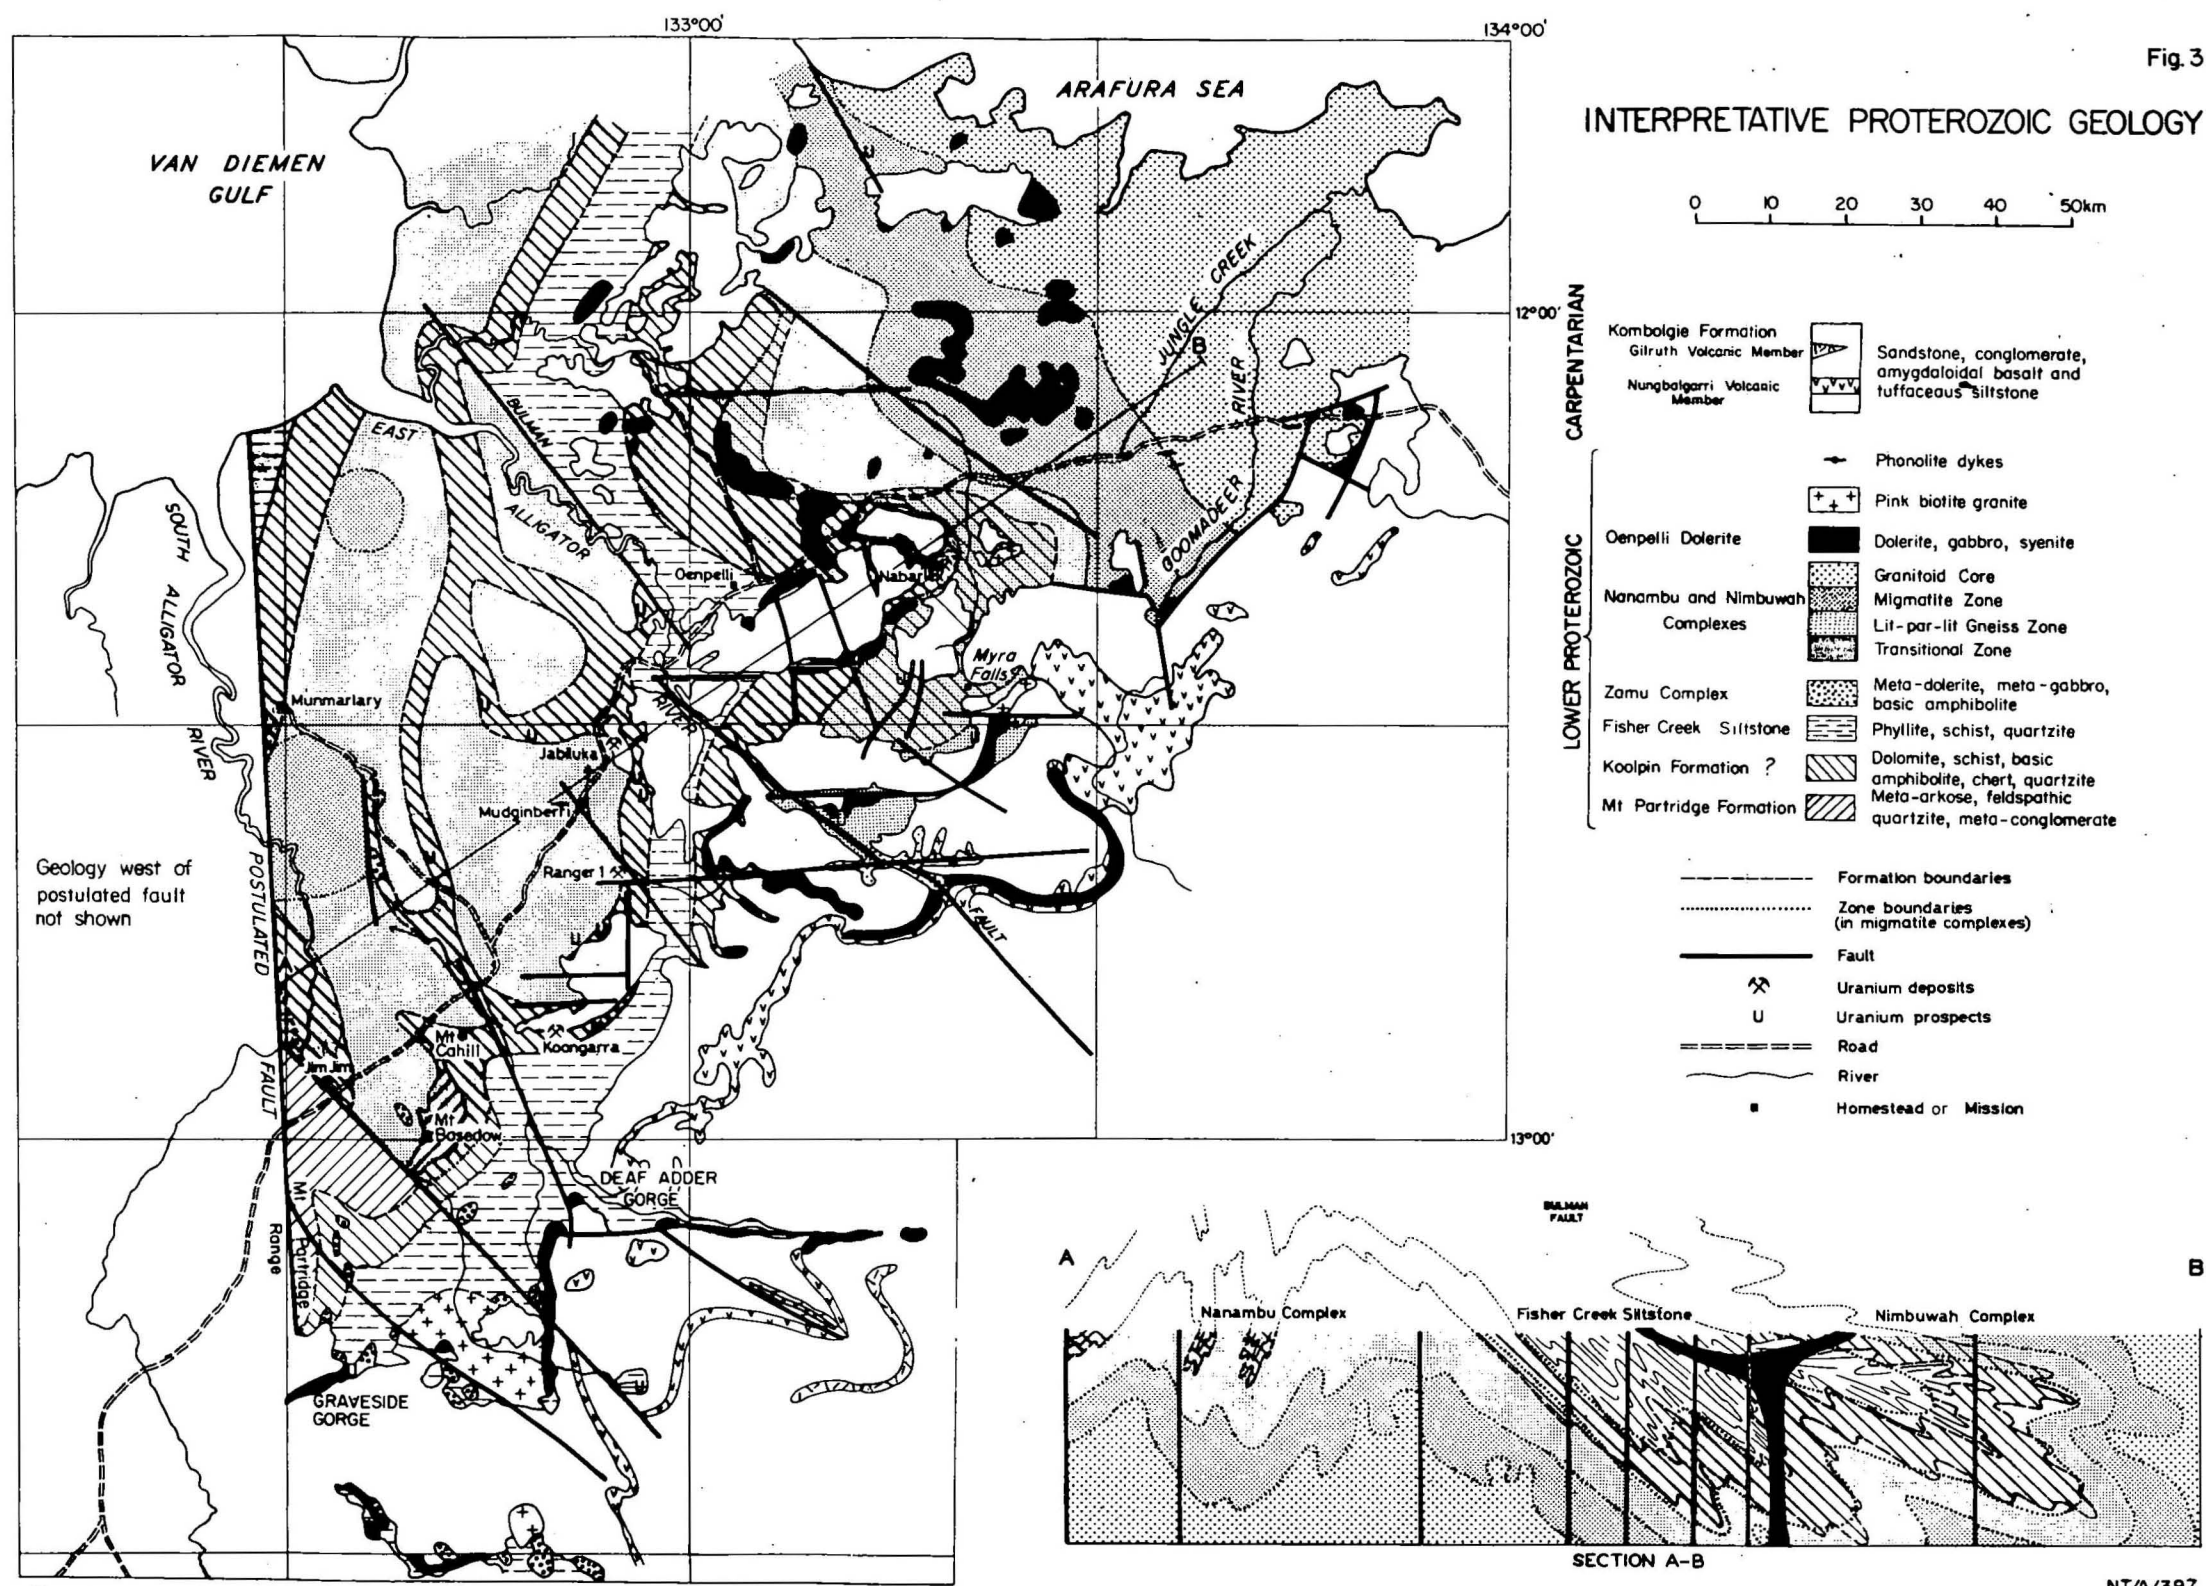 133°00'
134°00'
Fig. 3
INTERPRETATIVE PROTEROZOIC GEOLOGY
0 10 20 30 40 50km
ARAFURA SEA
VAN DIEMEN
GULF
12°00'
13°00'
JUNGLE CREEK
B
RIVER
GOOMADEER
BULMAN
EAST
ALLIGATOR
RIVER
FAULT
SOUTH
ALLIGATOR
RIVER
Oenpelli
Nabarlek
Myra
Falls
Munmarlary
Jabiluka
Mudginberri
Ranger 1
Geology west of
postulated fault
not shown
POSTULATED
FAULT
A
Mt
Cahill
Koongarra
Jim Jim
Mt
Basedow
Mt Partridge
Range
DEAF ADDER
GORGE
GRAVESIDE
GORGE
CARPENTARIAN
Kombolgie Formation
Gilruth Volcanic Member
Nungbalgarri Volcanic
Member
Sandstone, conglomerate,
amygdaloidal basalt and
tuffaceous siltstone
LOWER PROTEROZOIC
Phonolite dykes
Pink biotite granite
Oenpelli Dolerite
Dolerite, gabbro, syenite
Nanambu and Nimbuwah
Complexes
Granitoid Core
Migmatite Zone
Lit-par-lit Gneiss Zone
Transitional Zone
Zamu Complex
Meta-dolerite, meta-gabbro,
basic amphibolite
Fisher Creek Siltstone
Phyllite, schist, quartzite
Koolpin Formation ?
Dolomite, schist, basic
amphibolite, chert, quartzite
Mt Partridge Formation
Meta-arkose, feldspathic
quartzite, meta-conglomerate
Formation boundaries
Zone boundaries
(in migmatite complexes)
Fault
Uranium deposits
U Uranium prospects
Road
River
Homestead or Mission
BULMAN
FAULT
A
B
Nanambu Complex
Fisher Creek Siltstone
Nimbuwah Complex
SECTION A-B
NT/A/397